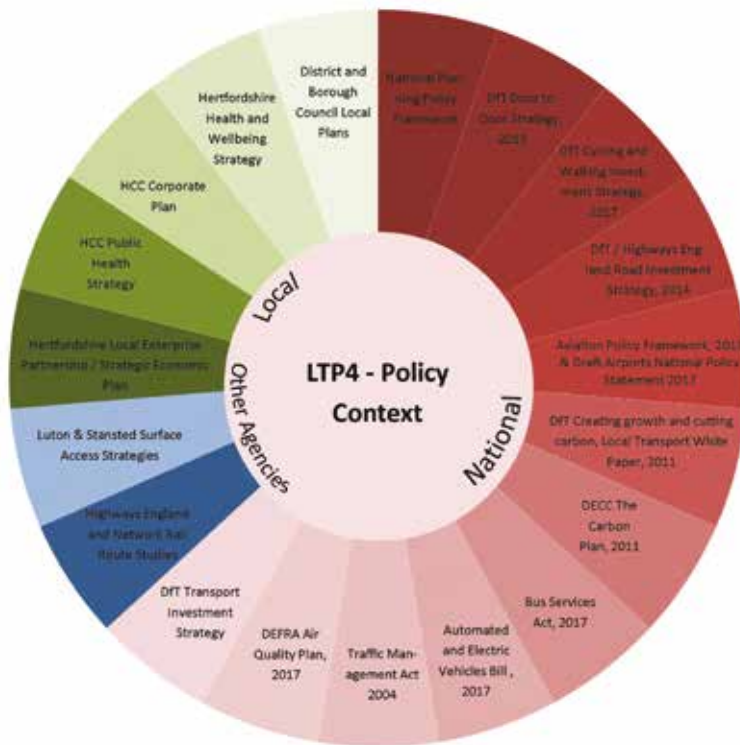 District and
Borough
Council Local
Plans
National Plan-
ning Policy
Framework
DfT Door to
Door Strategy,
2013
DfT Cycling and
Walking Invest-
ment Strategy,
2017
DfT / Highways Eng-
land Road Investment
Strategy, 2014
Aviation Policy Framework, 2013
& Draft Airports National Policy
Statement 2017
DfT Creating growth and cutting
carbon, Local Transport White
Paper, 2011
DECC The
Carbon
Plan, 2011
Bus Services
Act, 2017
Automated
and Electric
Vehicles Bill ,
2017
Traffic Man-
agement Act
2004
DEFRA Air
Quality Plan,
2017
DfT Transport
Investment
Strategy
Highways England
and Network Rail
Route Studies
Luton & Stansted Surface
Access Strategies
Hertfordshire Local Enterprise
Partnership / Strategic Economic
Plan
HCC Public
Health
Strategy
HCC Corporate
Plan
Hertfordshire
Health and
Wellbeing
Strategy
Local
Other Agencies
National
LTP4 - Policy
Context